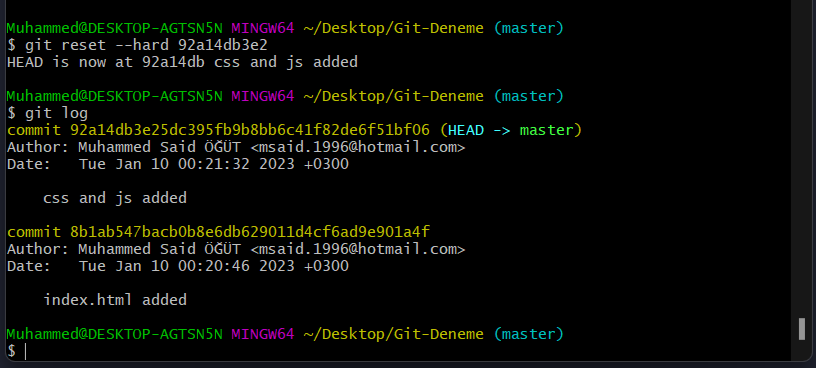 Muhammed@DESKTOP-AGTSN5N MINGW64 ~/Desktop/Git-Deneme (master)
$ git reset --hard 92a14db3e2
HEAD is now at 92a14db css and js added
Muhammed@DESKTOP-AGTSN5N MINGW64 ~/Desktop/Git-Deneme (master)
$ git log
commit 92a14db3e25dc395fb9b8bb6c41f82de6f51bf06 (HEAD -> master)
Author: Muhammed Said ÖĞÜT <msaid.1996@hotmail.com>
Date:   Tue Jan 10 00:21:32 2023 +0300
    css and js added
commit 8b1ab547bacb0b8e6db629011d4cf6ad9e901a4f
Author: Muhammed Said ÖĞÜT <msaid.1996@hotmail.com>
Date:   Tue Jan 10 00:20:46 2023 +0300
    index.html added
Muhammed@DESKTOP-AGTSN5N MINGW64 ~/Desktop/Git-Deneme (master)
$